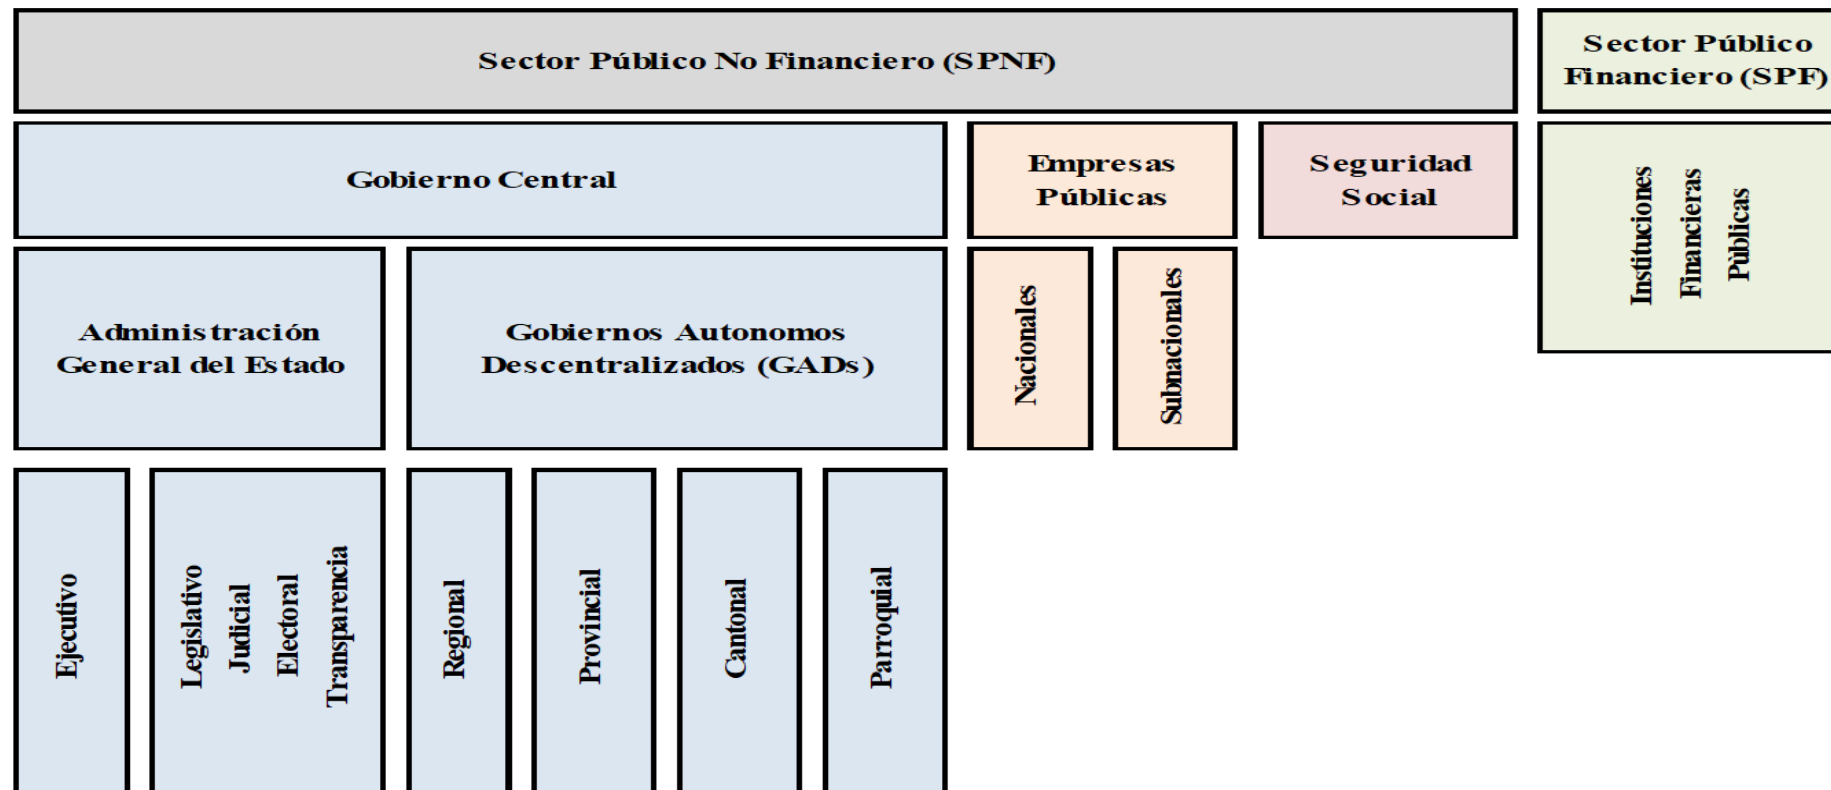 Sector Público No Financiero (SPNF)
Sector Público
Financiero (SPF)
Gobierno Central
Empresas
Públicas
Seguridad
Social
Instituciones
Financieras
Pùblicas
Administración
General del Estado
Gobiernos Autonomos
Descentralizados (GADs)
Nacionales
Subnacionales
Ejecutivo
Legislativo
Judicial
Electoral
Transparencia
Regional
Provincial
Cantonal
Parroquial